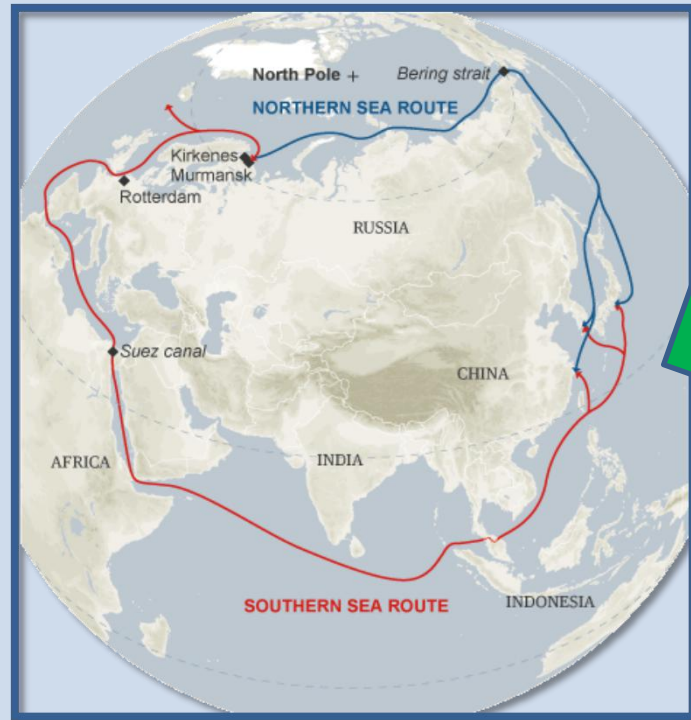 North Pole +
Bering strait
NORTHERN SEA ROUTE
Kirkenes
Murmansk
Rotterdam
RUSSIA
Suez canal
CHINA
AFRICA
INDIA
SOUTHERN SEA ROUTE
INDONESIA